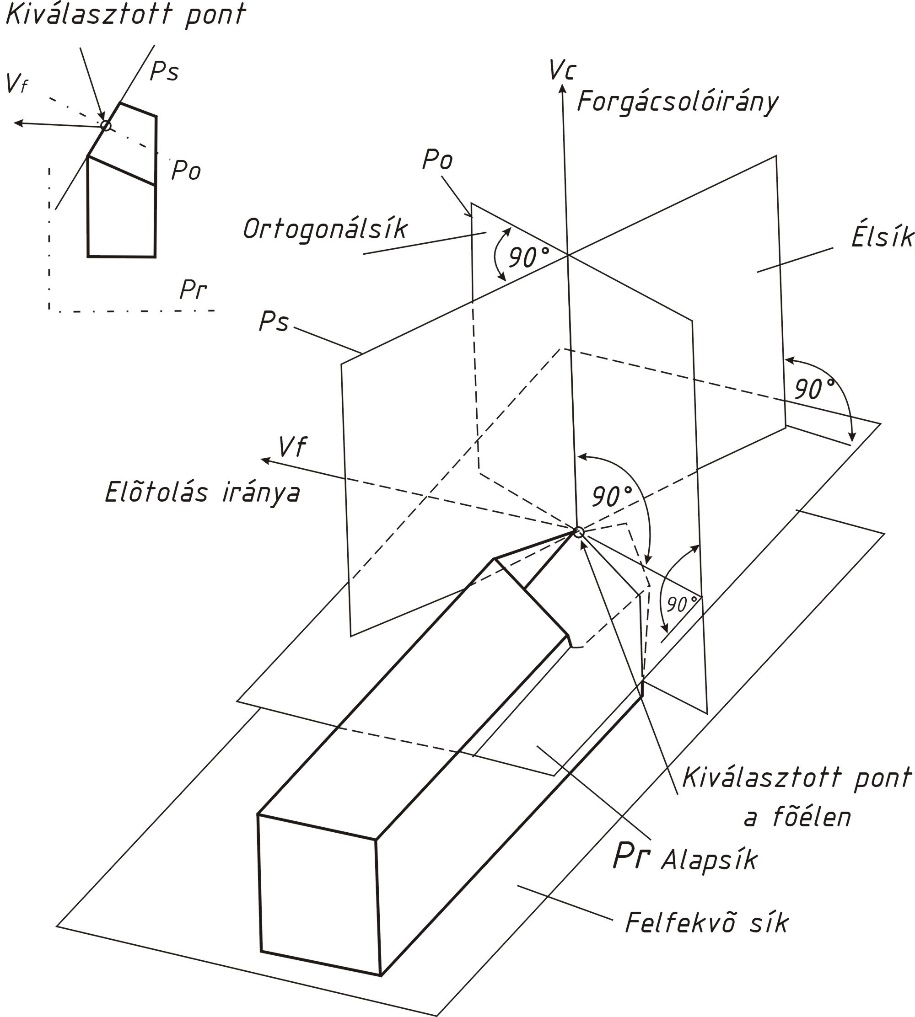 Kiválasztott pont
Ps
Vf
Po
Pr
Vc
Forgácsolóirány
Po
Ortogonálsík
90°
Élsík
Ps
90°
Vf
Elõtolás iránya
90°
90°
Kiválasztott pont
a fõélen
Pr Alapsík
Felfekvõ sík